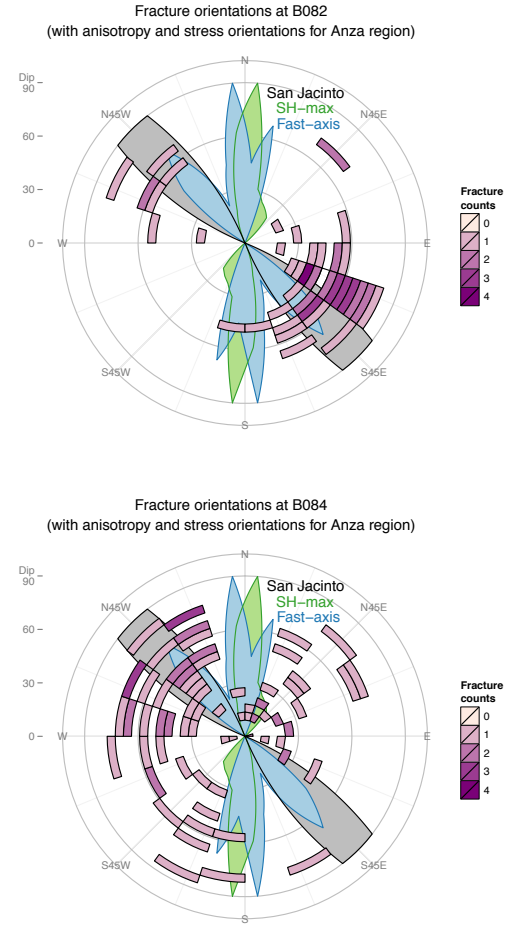 Fracture orientations at B082
(with anisotropy and stress orientations for Anza region)
N
Dip
90
San Jacinto
SH−max
Fast−axis
N45W
N45E
60
30
0
W
E
S45W
S45E
S
Fracture
counts
0
1
2
3
4
Fracture orientations at B084
(with anisotropy and stress orientations for Anza region)
N
Dip
90
San Jacinto
SH−max
Fast−axis
N45W
N45E
60
30
0
W
E
S45W
S45E
S
Fracture
counts
0
1
2
3
4